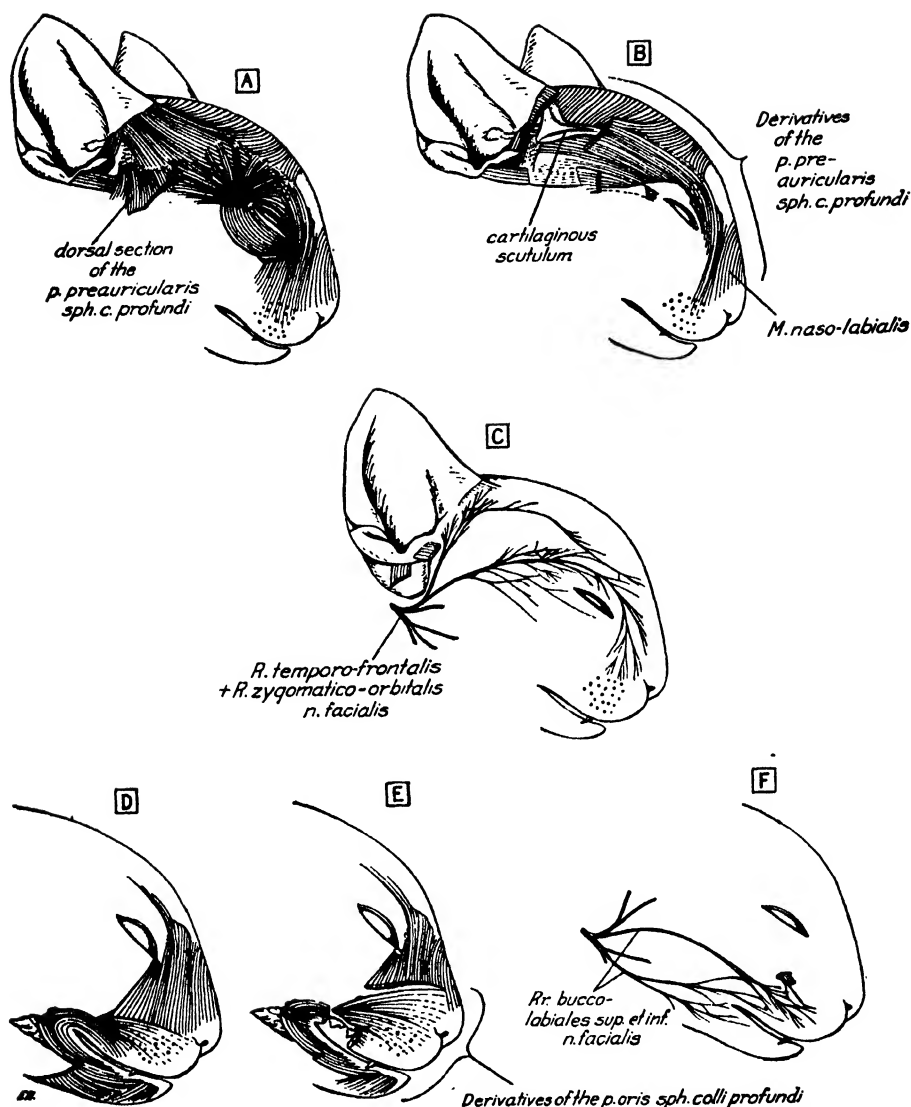 A
B
dorsal section
of the
p. preauricularis
sph. c. profundi
cartilaginous
scutulum
Derivatives
of the
p. pre-
auricularis
sph. c. profundi
M. naso-labialis
C
R. temporo-frontalis
+ R. zygomatico-orbitalis
n. facialis
D
E
F
Rr. bucco-
labiales sup. et inf.
n. facialis
Derivatives of the p. oris sph. colli profundi